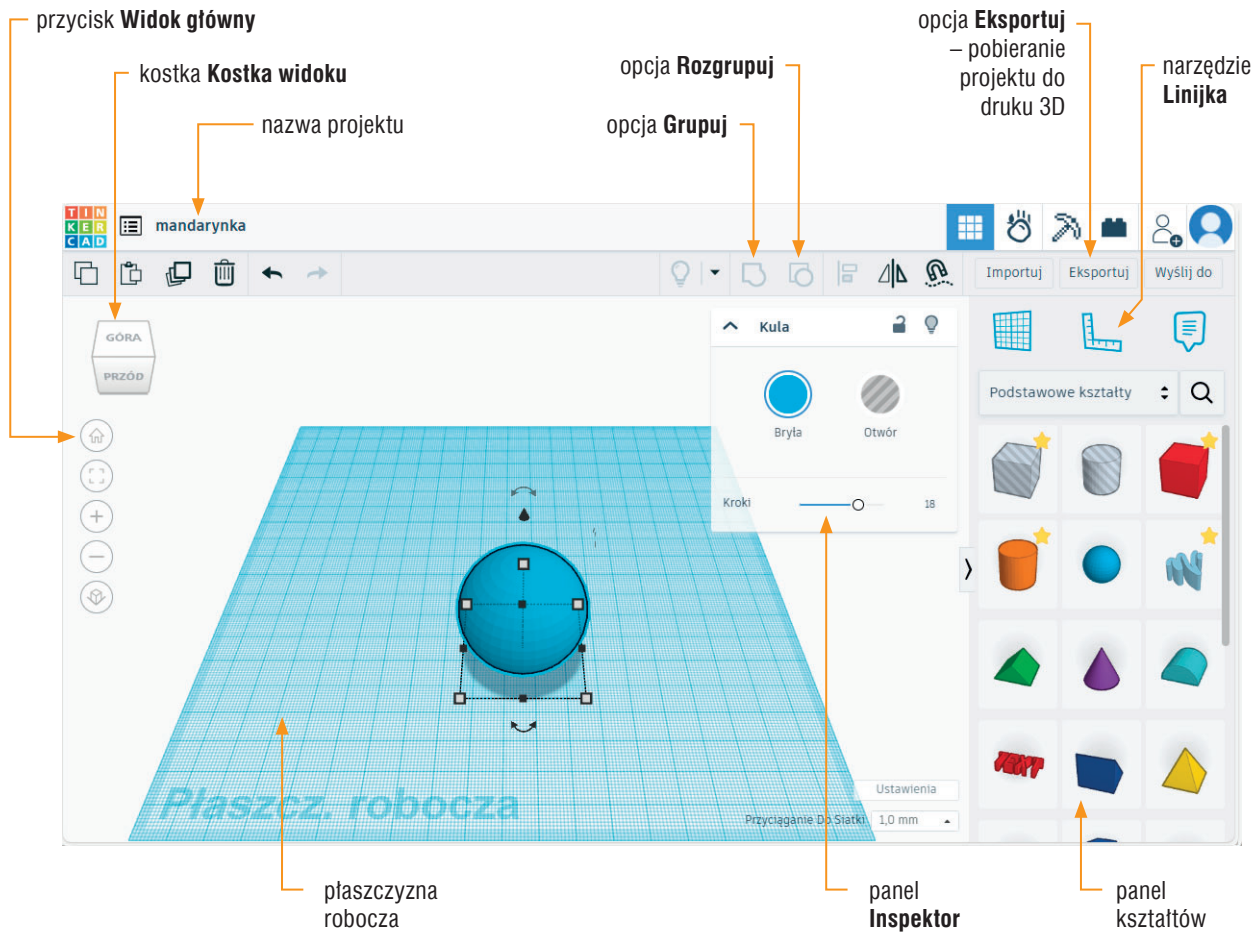 przycisk Widok główny
kostka Kostka widoku
nazwa projektu
opcja Rozgrupuj
opcja Grupuj
opcja Eksportuj
– pobieranie
projektu do
druku 3D
narzędzie
Linijka
TIN
KER
CAD
mandarynka
Importuj
Eksportuj
Wyślij do
GÓRA
PRZÓD
Kula
Bryła
Otwór
Kroki
18
Podstawowe kształty
TEXT
Płaszcz. robocza
Ustawienia
Przyciąganie Do Siatki
1,0 mm
płaszczyzna
robocza
panel
Inspektor
panel
kształtów